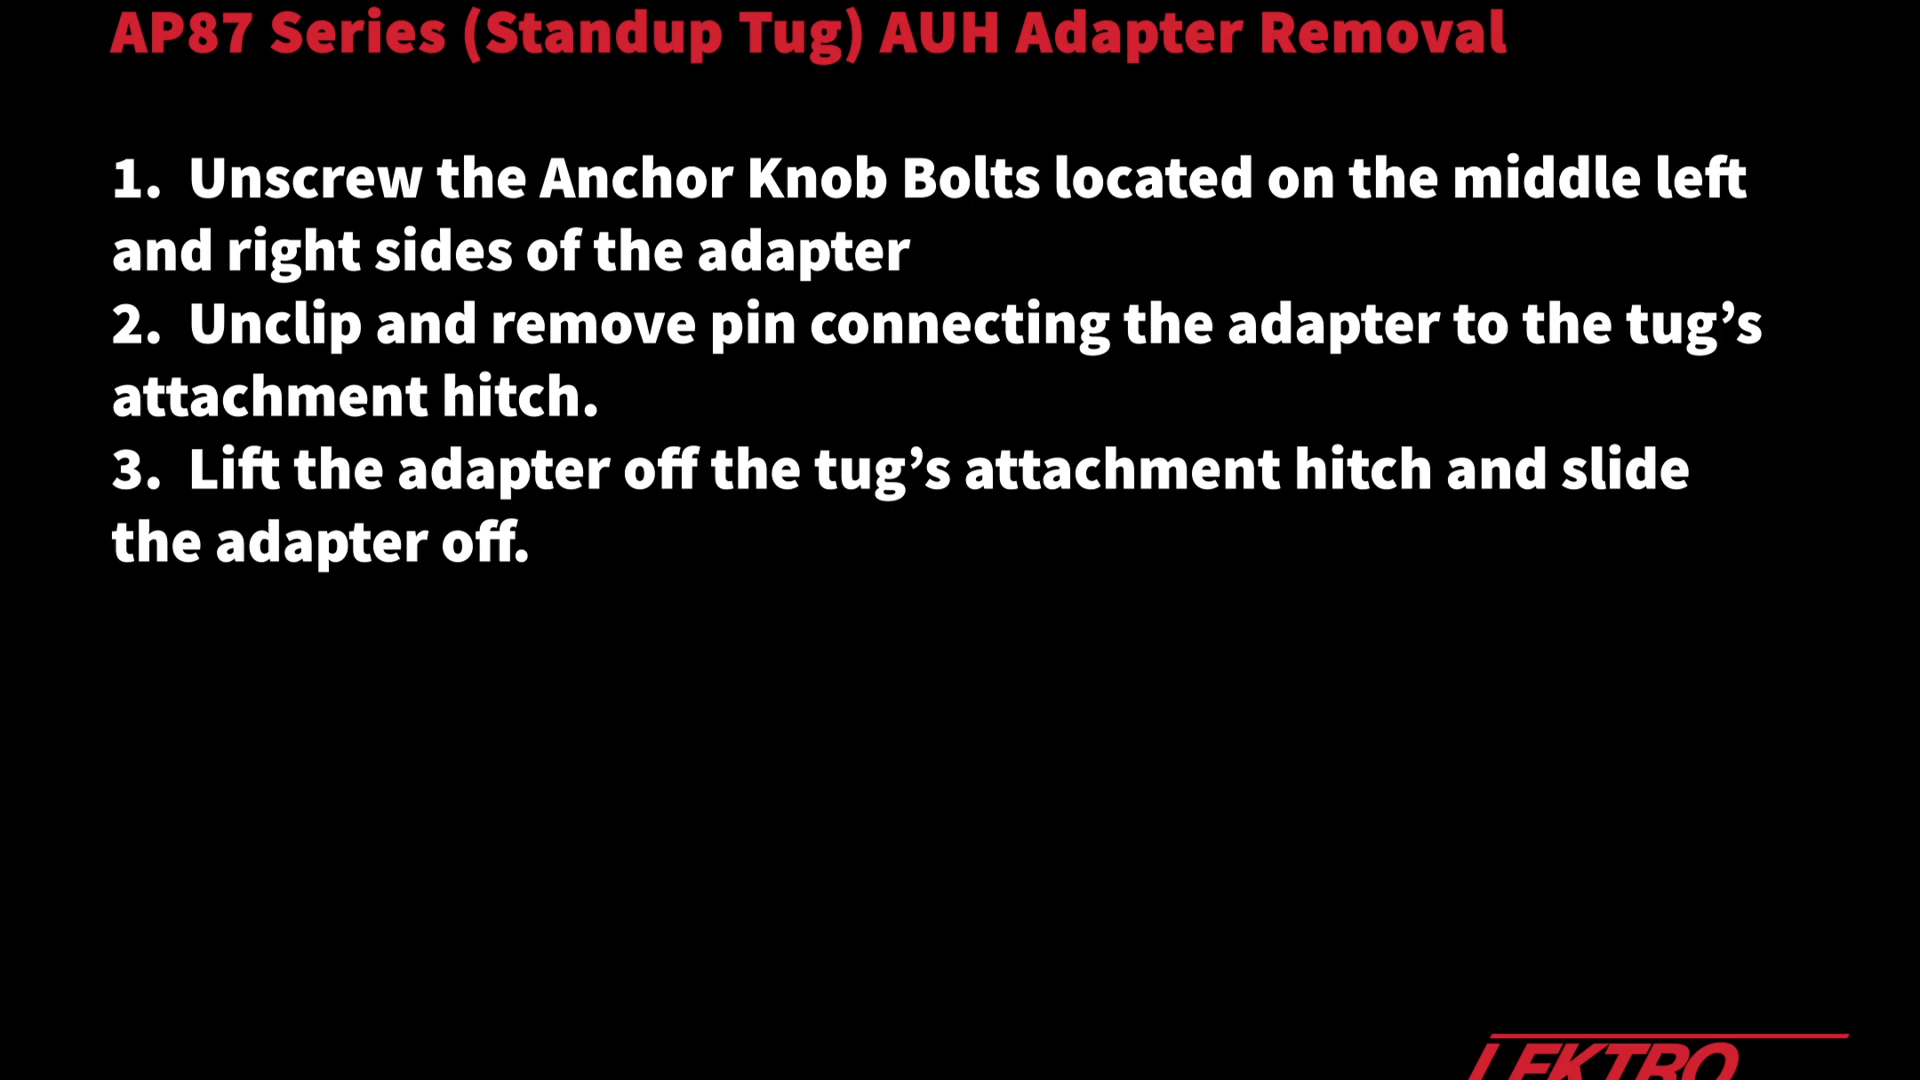 AP87 Series (Standup Tug) AUH Adapter Removal
1. Unscrew the Anchor Knob Bolts located on the middle left
and right sides of the adapter
2. Unclip and remove pin connecting the adapter to the tug’s
attachment hitch.
3. Lift the adapter off the tug’s attachment hitch and slide
the adapter off.
LEKTRO